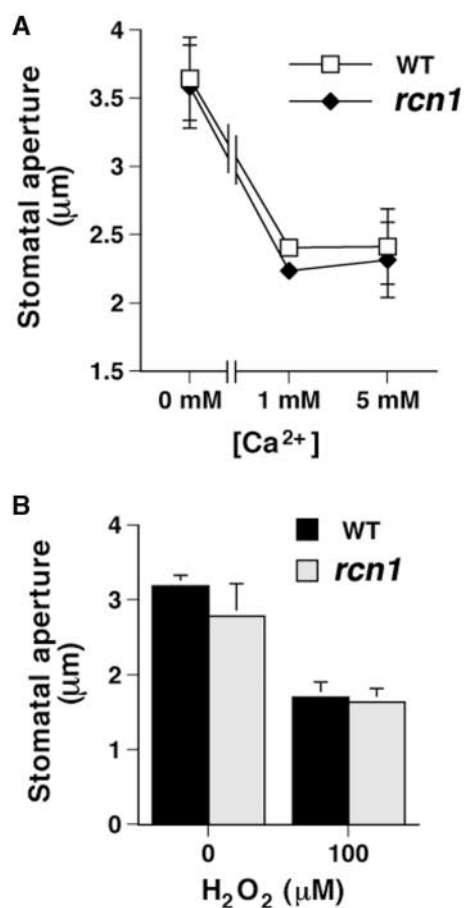 A
Stomatal aperture
(μm)
4
3.5
3
2.5
2
1.5
WT
rcn1
0 mM 1 mM 5 mM
[Ca²⁺]
B
Stomatal aperture
(μm)
4
3
2
1
0
WT
rcn1
0 100
H₂O₂ (μM)